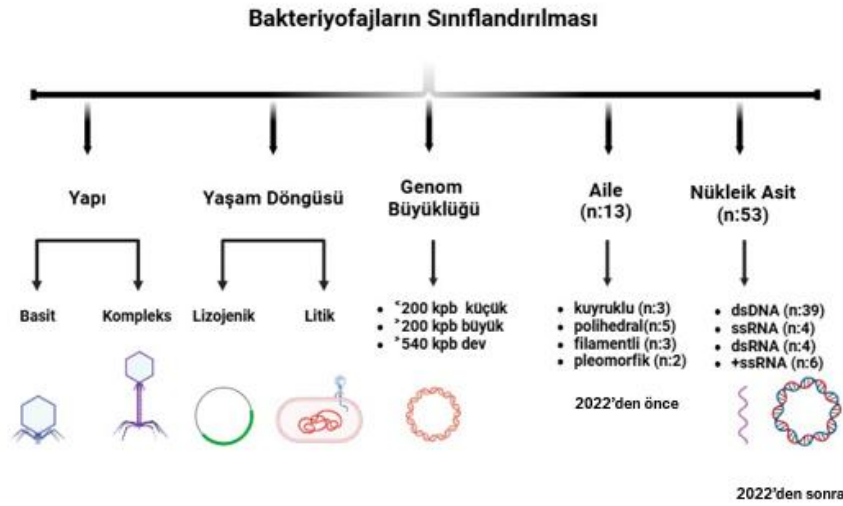 Bakteriyofajların Sınıflandırılması
Yapı
Basit
Kompleks
Yaşam Döngüsü
Lizojenik
Litik
Genom
Büyüklüğü
• <200 kpb küçük
• >200 kpb büyük
• >540 kpb dev
Aile
(n:13)
• kuyruklu (n:3)
• polihedral(n:5)
• filamentli (n:3)
• pleomorfik (n:2)
2022'den önce
Nükleik Asit
(n:53)
• dsDNA (n:39)
• ssRNA (n:4)
• dsRNA (n:4)
• +ssRNA (n:6)
2022'den sonra